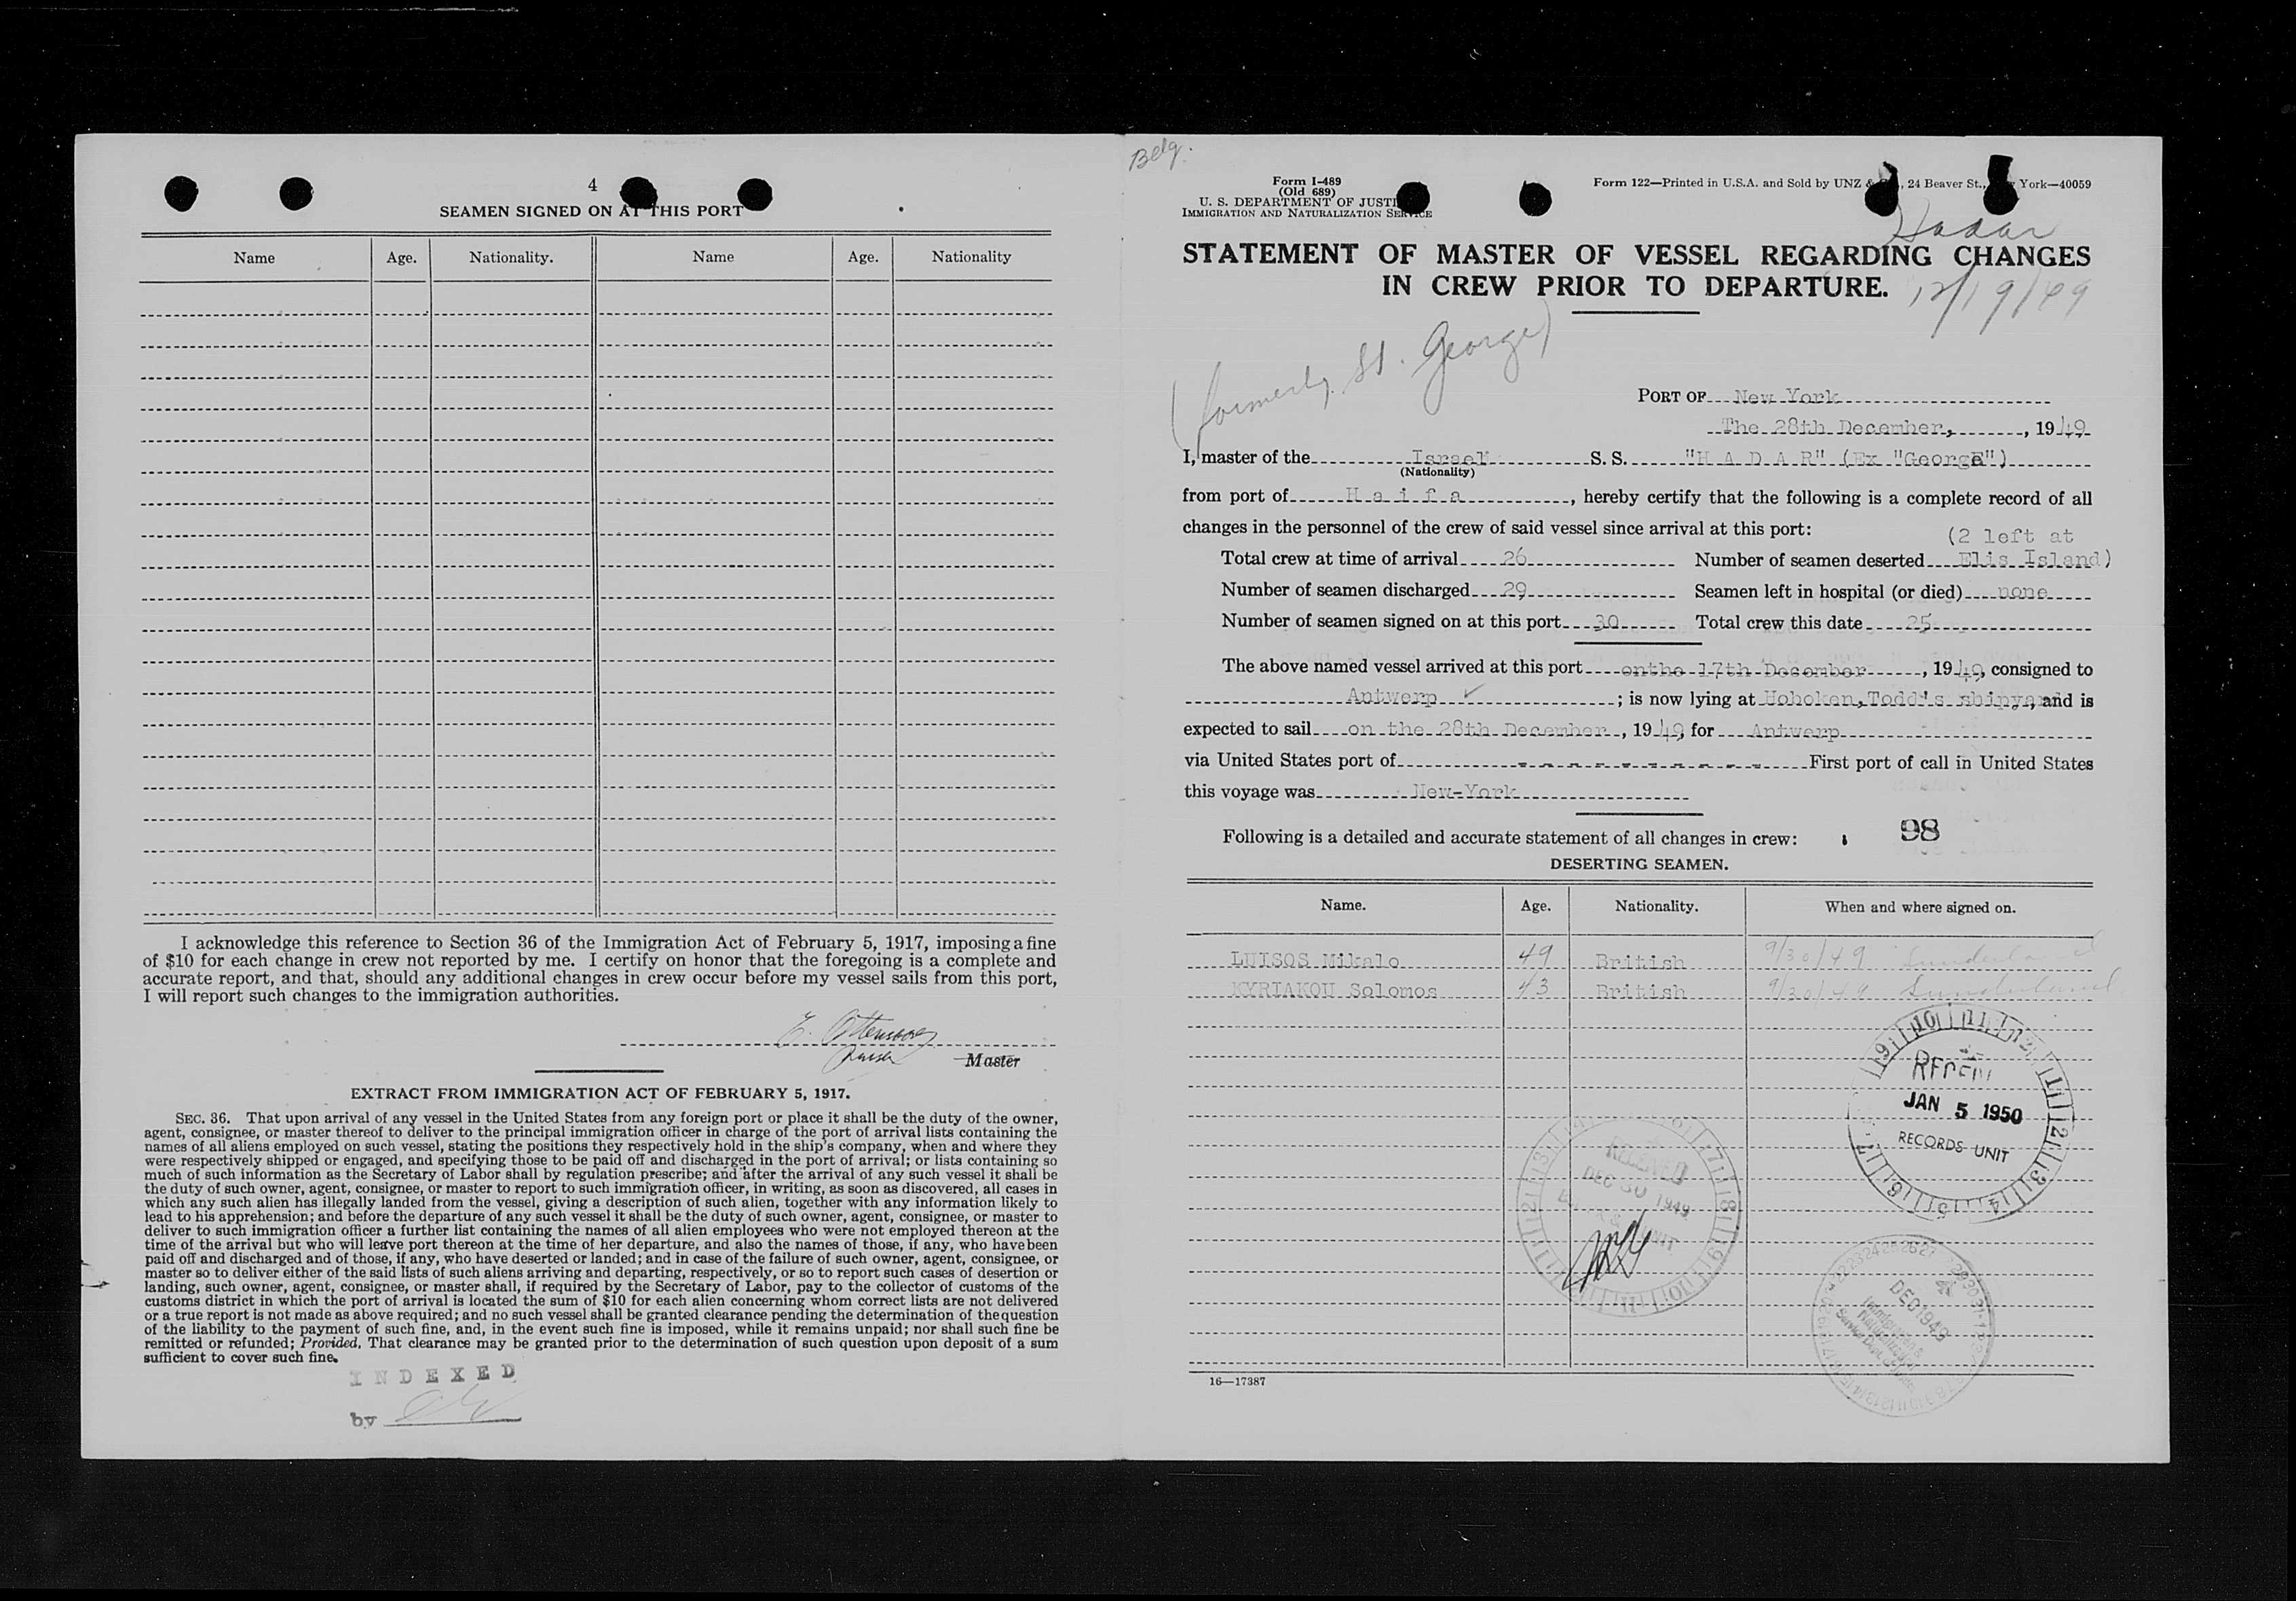 4
SEAMEN SIGNED ON AT THIS PORT
Name Age. Nationality. Name Age. Nationality
I acknowledge this reference to Section 36 of the Immigration Act of February 5, 1917, imposing a fine
of $10 for each change in crew not reported by me. I certify on honor that the foregoing is a complete and
accurate report, and that, should any additional changes in crew occur before my vessel sails from this port,
I will report such changes to the immigration authorities.
Master
EXTRACT FROM IMMIGRATION ACT OF FEBRUARY 5, 1917.
SEC. 36. That upon arrival of any vessel in the United States from any foreign port or place it shall be the duty of the owner,
agent, consignee, or master thereof to deliver to the principal immigration officer in charge of the port of arrival lists containing the
names of all aliens employed on such vessel, stating the positions they respectively hold in the ship's company, when and where they
were respectively shipped or engaged, and specifying those to be paid off and discharged in the port of arrival; or lists containing so
much of such information as the Secretary of Labor shall by regulation prescribe; and after the arrival of any such vessel it shall be
the duty of such owner, agent, consignee, or master to report to such immigration officer, in writing, as soon as discovered, all cases in
which any such alien has illegally landed from the vessel, giving a description of such alien, together with any information likely to
lead to his apprehension; and before the departure of any such vessel it shall be the duty of such owner, agent, consignee, or master to
deliver to such immigration officer a further list containing the names of all alien employees who were not employed thereon at the
time of the arrival but who will leave port thereon at the time of her departure, and also the names of those, if any, who have been
paid off and discharged and of those, if any, who have deserted or landed; and in case of the failure of such owner, agent, consignee, or
master so to deliver either of the said lists of such aliens arriving and departing, respectively, or so to report such cases of desertion or
landing, such owner, agent, consignee, or master shall, if required by the Secretary of Labor, pay to the collector of customs of the
customs district in which the port of arrival is located the sum of $10 for each alien concerning whom correct lists are not delivered
or a true report is not made as above required; and no such vessel shall be granted clearance pending the determination of the question
of the liability to the payment of such fine, and, in the event such fine is imposed, while it remains unpaid; nor shall such fine be
remitted or refunded; Provided, That clearance may be granted prior to the determination of such question upon deposit of a sum
sufficient to cover such fine.
INDEXED
by
Belg.
Form I-489
(Old 689)
U. S. DEPARTMENT OF JUSTICE
IMMIGRATION AND NATURALIZATION SERVICE
Form 122—Printed in U.S.A. and Sold by UNZ & , 24 Beaver St., York—40059
Hadar
STATEMENT OF MASTER OF VESSEL REGARDING CHANGES
IN CREW PRIOR TO DEPARTURE.
12/19/49
(formerly St. George)
PORT OF New York
The 28th December, , 1949
I, master of the Israel S. S. "H A D A R" (Ex "George")
(Nationality)
from port of H a i f a , hereby certify that the following is a complete record of all
changes in the personnel of the crew of said vessel since arrival at this port:
(2 left at
Total crew at time of arrival 26 Number of seamen deserted Elis Island)
Number of seamen discharged 29 Seamen left in hospital (or died) none
Number of seamen signed on at this port 30 Total crew this date 25
The above named vessel arrived at this port onthe 17th December , 1949, consigned to
Antwerp ✓ ; is now lying at Hoboken,Todd's shipya, and is
expected to sail on the 28th December , 1949, for Antwerp
via United States port of - - - - - - - - - First port of call in United States
this voyage was New-York
Following is a detailed and accurate statement of all changes in crew:
98
DESERTING SEAMEN.
Name. Age. Nationality. When and where signed on.
LUISOS Mikalo 49 British 9/30/49 Sunderland
KYRIAKOU Solomos 43 British 9/30/49 Sunderland
JAN 5 1950
RECORDS UNIT
RECEIVED
DEC 30 1949
DEC 1949
Immigration &
Naturalization
16—17387